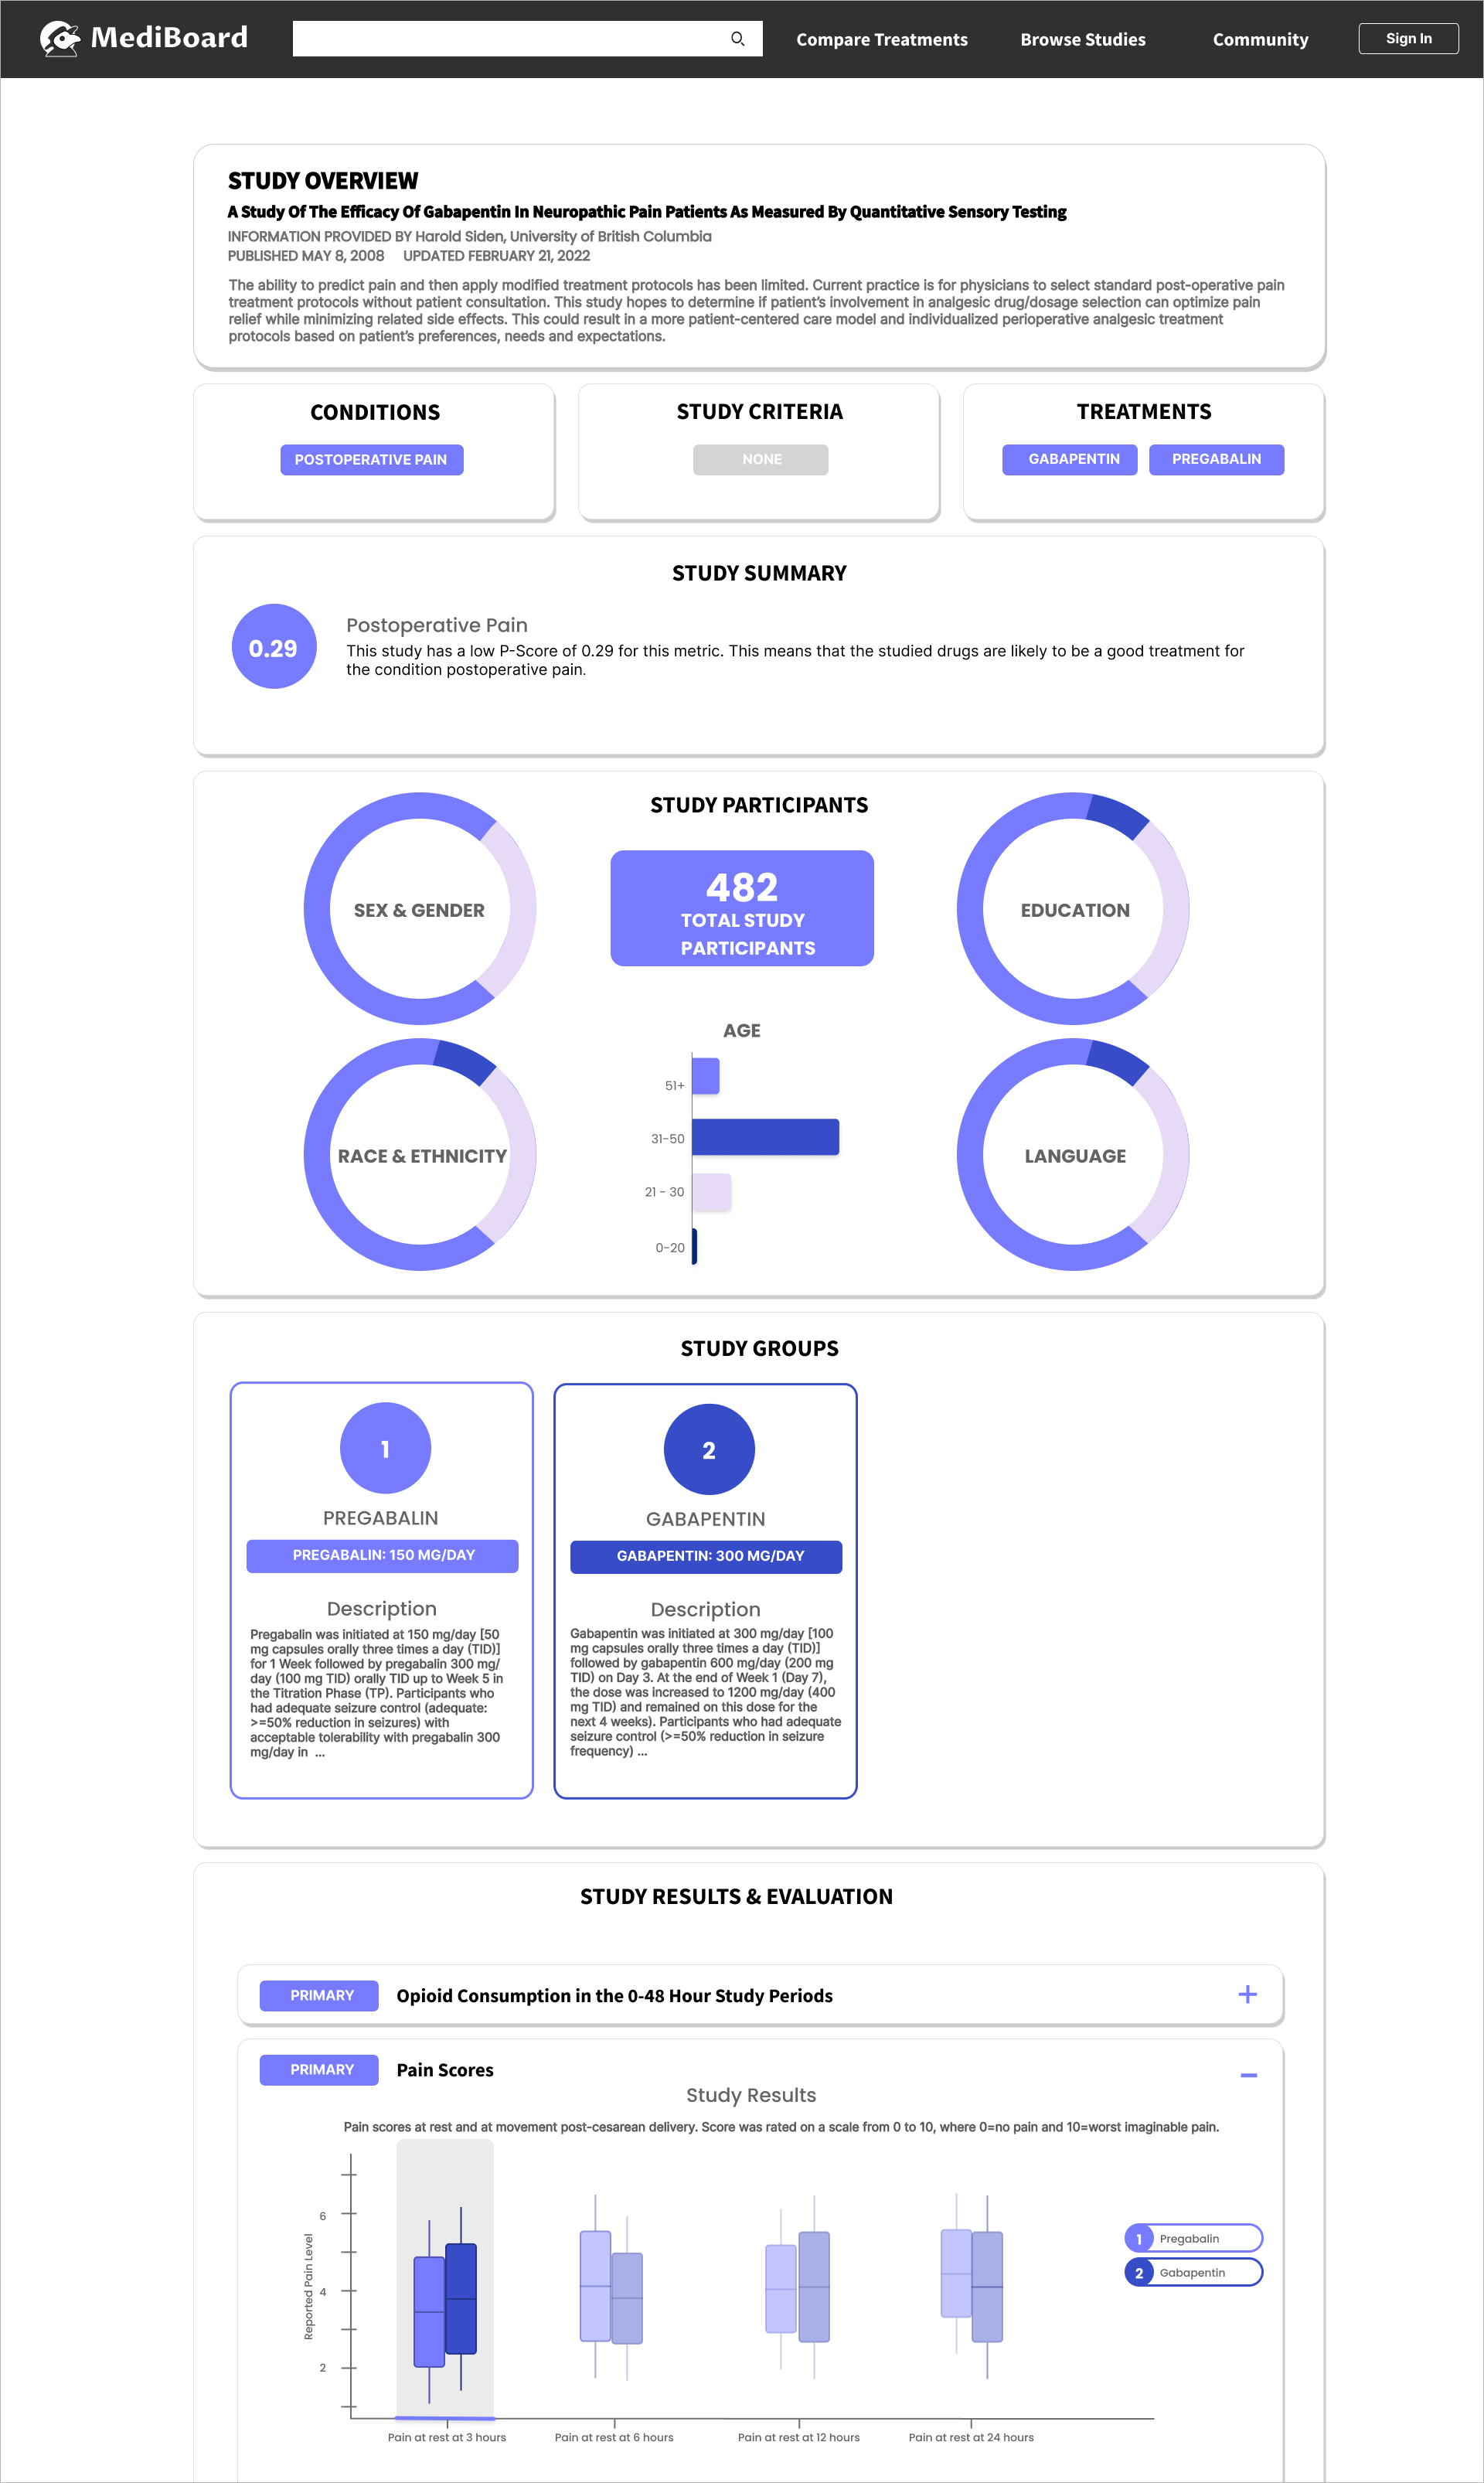 MediBoard
Compare Treatments
Browse Studies
Community
Sign In
STUDY OVERVIEW
A Study Of The Efficacy Of Gabapentin In Neuropathic Pain Patients As Measured By Quantitative Sensory Testing
INFORMATION PROVIDED BY Harold Siden, University of British Columbia
PUBLISHED MAY 8, 2008 UPDATED FEBRUARY 21, 2022
The ability to predict pain and then apply modified treatment protocols has been limited. Current practice is for physicians to select standard post-operative pain
treatment protocols without patient consultation. This study hopes to determine if patient's involvement in analgesic drug/dosage selection can optimize pain
relief while minimizing related side effects. This could result in a more patient-centered care model and individualized perioperative analgesic treatment
protocols based on patient's preferences, needs and expectations.
CONDITIONS
POSTOPERATIVE PAIN
STUDY CRITERIA
NONE
TREATMENTS
GABAPENTIN
PREGABALIN
STUDY SUMMARY
0.29
Postoperative Pain
This study has a low P-Score of 0.29 for this metric. This means that the studied drugs are likely to be a good treatment for
the condition postoperative pain.
STUDY PARTICIPANTS
SEX & GENDER
482
TOTAL STUDY
PARTICIPANTS
EDUCATION
RACE & ETHNICITY
AGE
51+
31-50
21 - 30
0-20
LANGUAGE
STUDY GROUPS
1
PREGABALIN
PREGABALIN: 150 MG/DAY
Description
Pregabalin was initiated at 150 mg/day [50
mg capsules orally three times a day (TID)]
for 1 Week followed by pregabalin 300 mg/
day (100 mg TID) orally TID up to Week 5 in
the Titration Phase (TP). Participants who
had adequate seizure control (adequate:
>=50% reduction in seizures) with
acceptable tolerability with pregabalin 300
mg/day in ...
2
GABAPENTIN
GABAPENTIN: 300 MG/DAY
Description
Gabapentin was initiated at 300 mg/day [100
mg capsules orally three times a day (TID)]
followed by gabapentin 600 mg/day (200 mg
TID) on Day 3. At the end of Week 1 (Day 7),
the dose was increased to 1200 mg/day (400
mg TID) and remained on this dose for the
next 4 weeks). Participants who had adequate
seizure control (>=50% reduction in seizure
frequency) ...
STUDY RESULTS & EVALUATION
PRIMARY
Opioid Consumption in the 0-48 Hour Study Periods
+
PRIMARY
Pain Scores
–
Study Results
Pain scores at rest and at movement post-cesarean delivery. Score was rated on a scale from 0 to 10, where 0=no pain and 10=worst imaginable pain.
Reported Pain Level
6
4
2
Pain at rest at 3 hours
Pain at rest at 6 hours
Pain at rest at 12 hours
Pain at rest at 24 hours
1 Pregabalin
2 Gabapentin